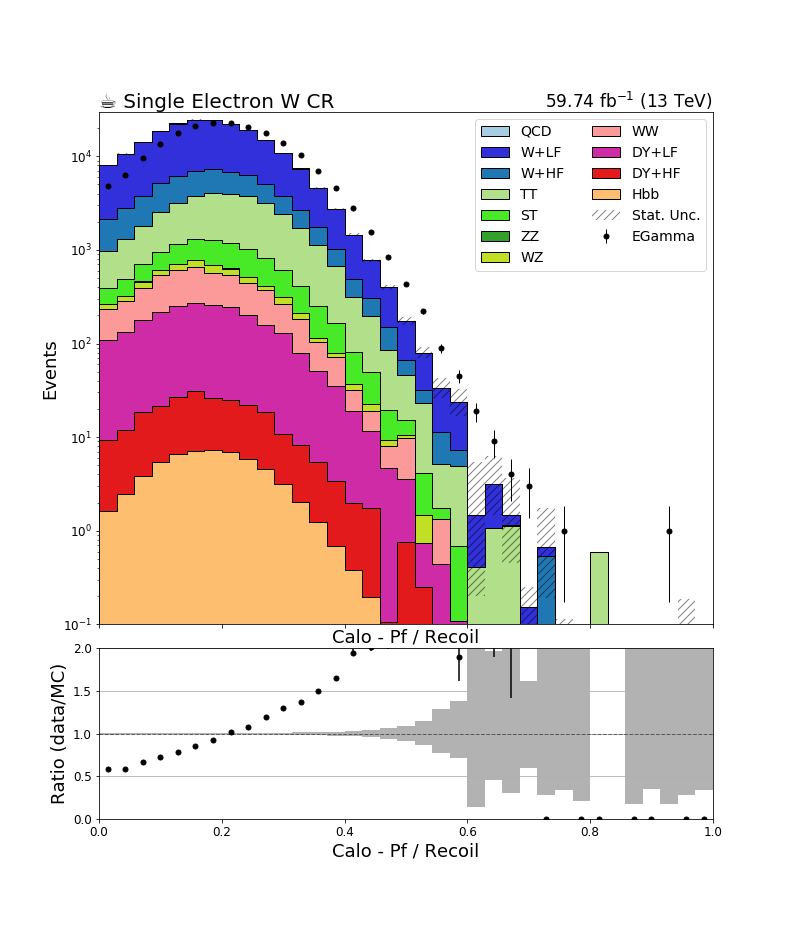 ☕ Single Electron W CR
59.74 fb⁻¹ (13 TeV)
QCD
W+LF
W+HF
TT
ST
ZZ
WZ
WW
DY+LF
DY+HF
Hbb
Stat. Unc.
EGamma
Events
10⁴
10³
10²
10¹
10⁰
10⁻¹
Calo - Pf / Recoil
Ratio (data/MC)
2.0
1.5
1.0
0.5
0.0
0.0 0.2 0.4 0.6 0.8 1.0
Calo - Pf / Recoil